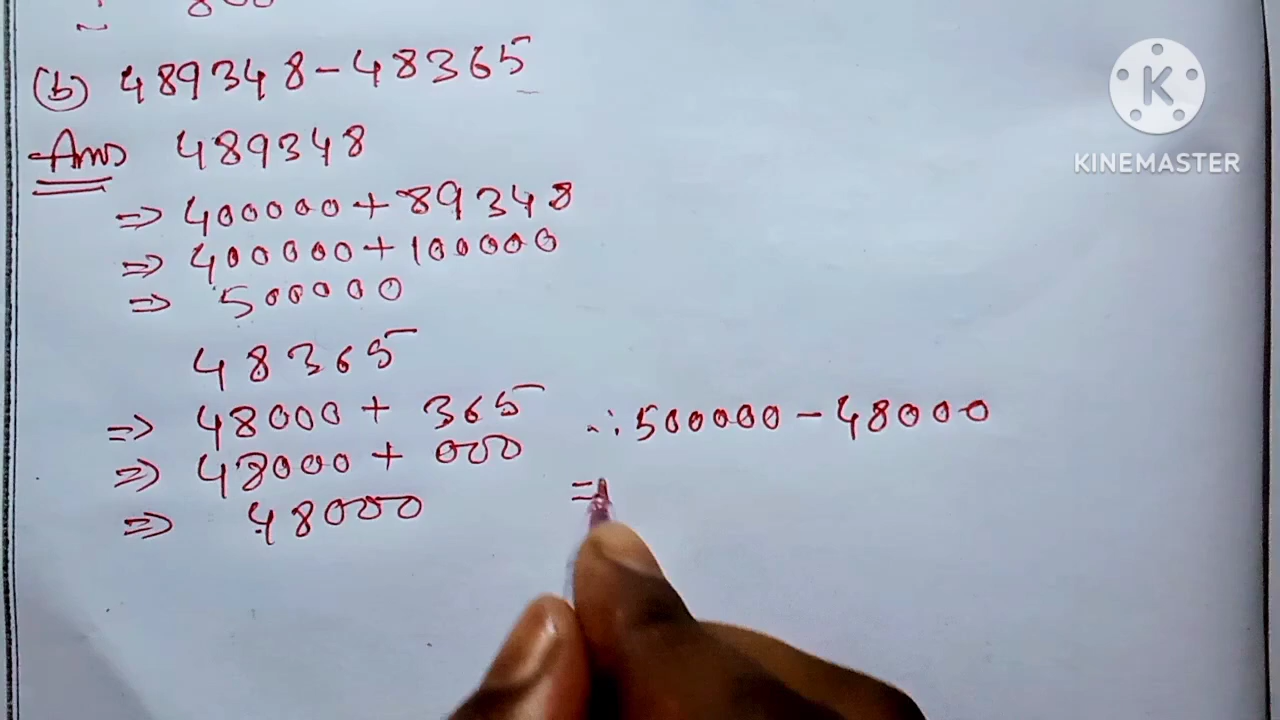 (b) 489348-48365
Ans 489348
⇒ 400000+89348
⇒ 400000+100000
⇒ 500000
48365
⇒ 48000 + 365
⇒ 48000 + 000
⇒ 48000
∴ 500000 - 48000
=
KINEMASTER